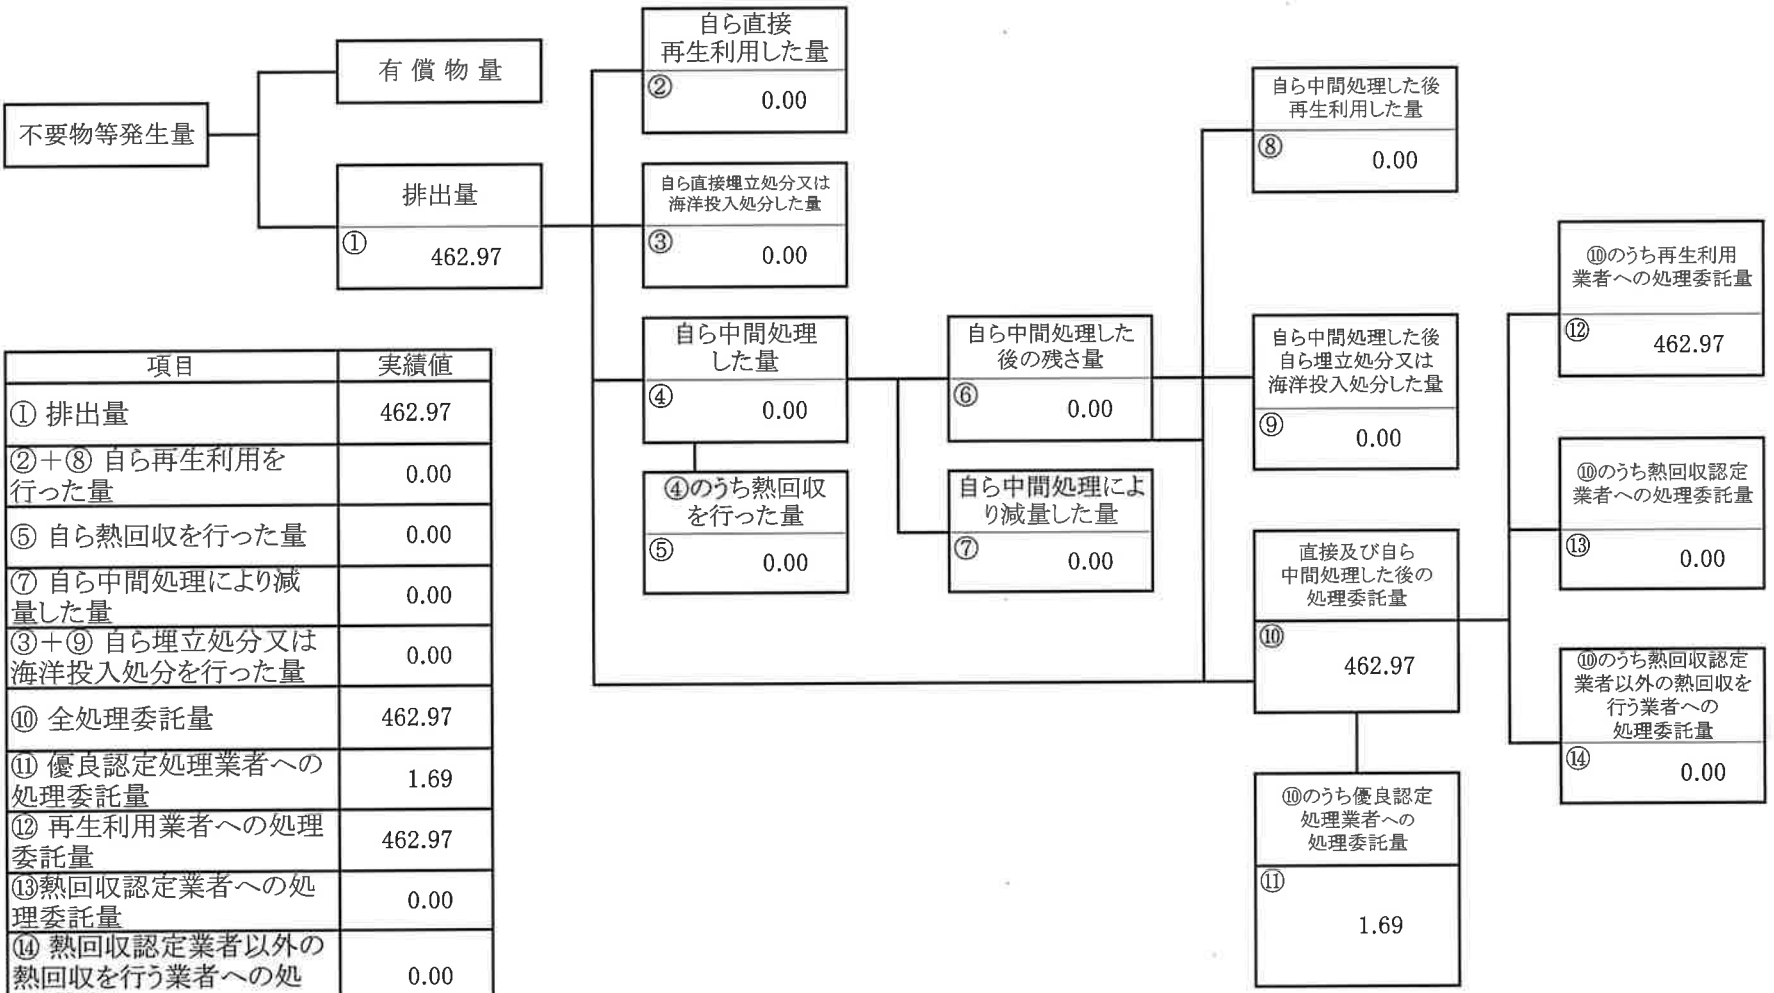 不要物等発生量
有償物量
排出量
①
462.97
自ら直接
再生利用した量
②
0.00
自ら直接埋立処分又は
海洋投入処分した量
③
0.00
自ら中間処理
した量
④
0.00
④のうち熱回収
を行った量
⑤
0.00
自ら中間処理した
後の残さ量
⑥
0.00
自ら中間処理によ
り減量した量
⑦
0.00
自ら中間処理した後
再生利用した量
⑧
0.00
自ら中間処理した後
自ら埋立処分又は
海洋投入処分した量
⑨
0.00
直接及び自ら
中間処理した後の
処理委託量
⑩
462.97
⑩のうち優良認定
処理業者への
処理委託量
⑪
1.69
⑩のうち再生利用
業者への処理委託量
⑫
462.97
⑩のうち熱回収認定
業者への処理委託量
⑬
0.00
⑩のうち熱回収認定
業者以外の熱回収を
行う業者への
処理委託量
⑭
0.00
項目 実績値
① 排出量 462.97
②＋⑧ 自ら再生利用を
行った量 0.00
⑤ 自ら熱回収を行った量 0.00
⑦ 自ら中間処理により減
量した量 0.00
③＋⑨ 自ら埋立処分又は
海洋投入処分を行った量 0.00
⑩ 全処理委託量 462.97
⑪ 優良認定処理業者への
処理委託量 1.69
⑫ 再生利用業者への処理
委託量 462.97
⑬熱回収認定業者への処
理委託量 0.00
⑭ 熱回収認定業者以外の
熱回収を行う業者への処 0.00